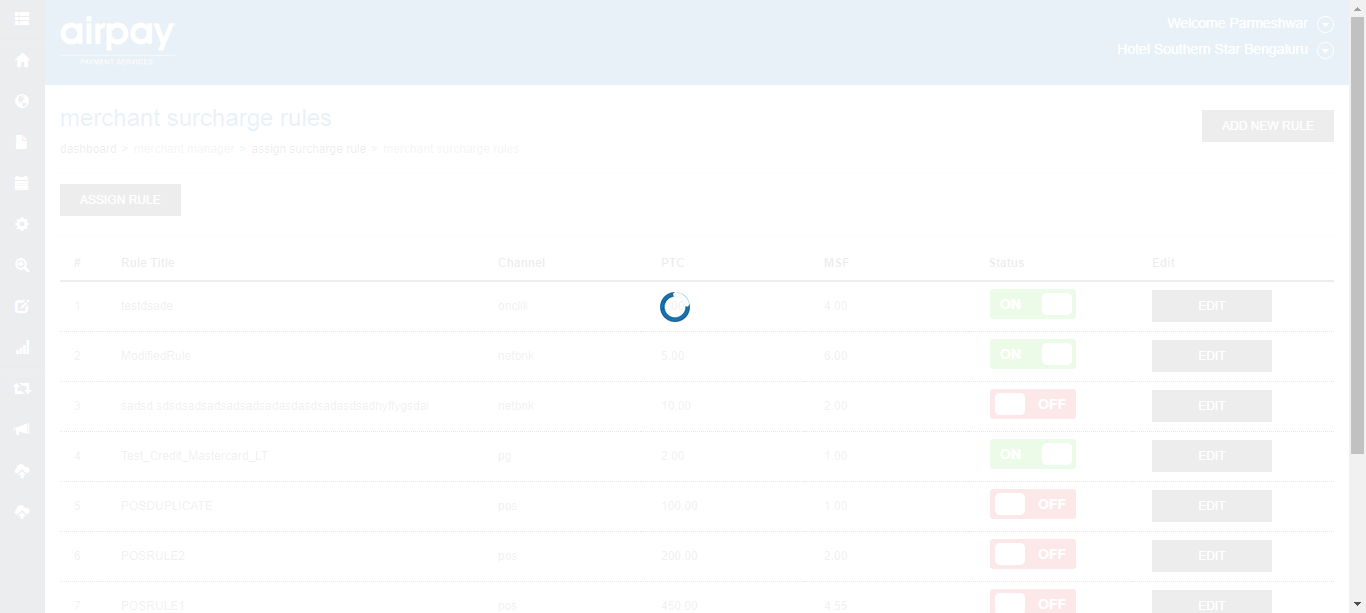 airpay
PAYMENT SERVICES
Welcome Parmeshwar
Hotel Southern Star Bengaluru
merchant surcharge rules
ADD NEW RULE
dashboard > merchant manager > assign surcharge rule > merchant surcharge rules
ASSIGN RULE
# Rule Title Channel PTC MSF Status Edit
1 testdsade onclik 4.00 ON EDIT
2 ModifiedRule netbnk 5.00 6.00 ON EDIT
3 netbnk 10.00 2.00 OFF EDIT
4 Test_Credit_Mastercard_LT pg 2.00 1.00 ON EDIT
5 POSDUPLICATE pos 100.00 1.00 OFF EDIT
6 POSRULE2 pos 200.00 2.00 OFF EDIT
7 POSRULE1 pos 450.00 4.55 OFF EDIT